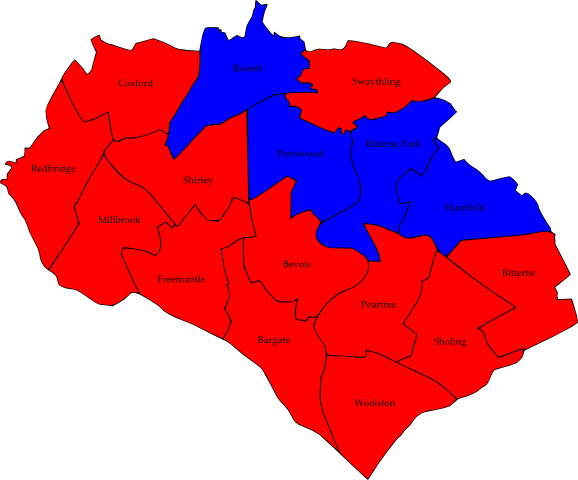 Bassett
Coxford
Swaythling
Bitterne Park
Portswood
Redbridge
Shirley
Harefield
Millbrook
Bevois
Bitterne
Freemantle
Peartree
Bargate
Sholing
Woolston